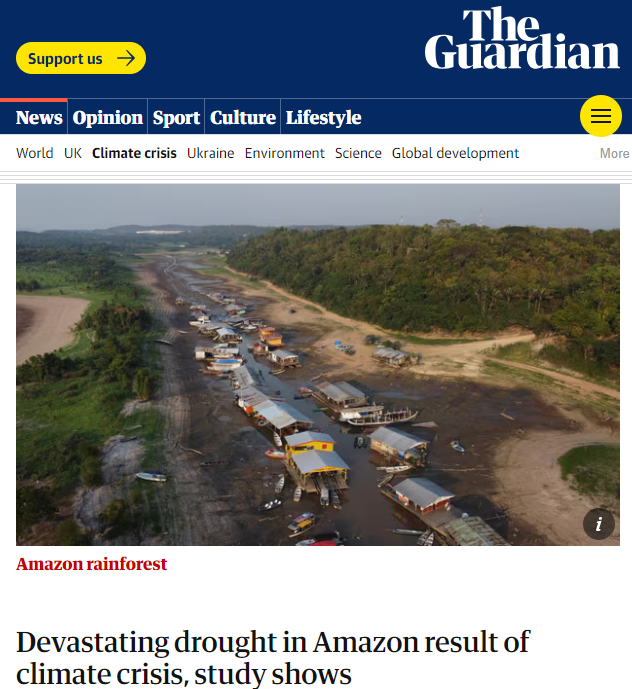 Support us
The
Guardian
News Opinion Sport Culture Lifestyle
World UK Climate crisis Ukraine Environment Science Global development More
i
Amazon rainforest
Devastating drought in Amazon result of
climate crisis, study shows